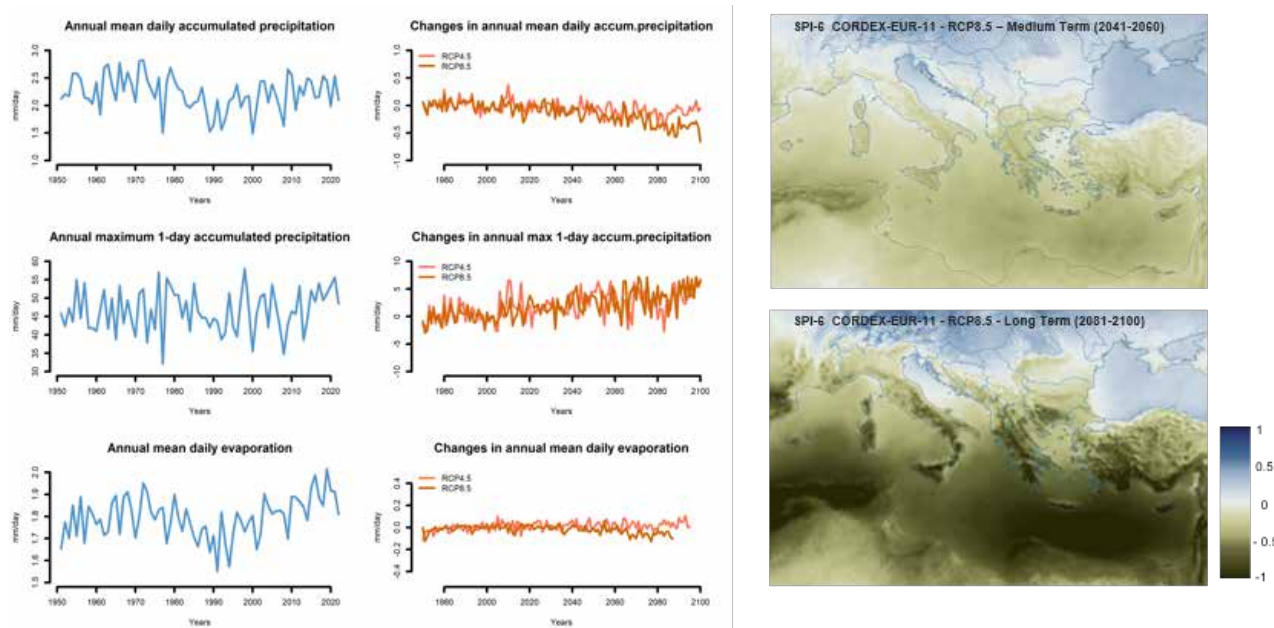 Annual mean daily accumulated precipitation
mm/day
1.0 1.5 2.0 2.5 3.0
1950 1960 1970 1980 1990 2000 2010 2020
Years
Changes in annual mean daily accum.precipitation
RCP4.5
RCP8.5
mm/day
-1.0 -0.5 0.0 0.5 1.0
1980 2000 2020 2040 2060 2080 2100
Years
Annual maximum 1-day accumulated precipitation
mm/day
30 35 40 45 50 55 60
1950 1960 1970 1980 1990 2000 2010 2020
Years
Changes in annual max 1-day accum.precipitation
RCP4.5
RCP8.5
mm/day
-10 -5 0 5 10
1980 2000 2020 2040 2060 2080 2100
Years
Annual mean daily evaporation
mm/day
1.5 1.6 1.7 1.8 1.9 2.0
1950 1960 1970 1980 1990 2000 2010 2020
Years
Changes in annual mean daily evaporation
RCP4.5
RCP8.5
mm/day
-0.4 -0.2 0.0 0.2 0.4
1980 2000 2020 2040 2060 2080 2100
Years
SPI-6 CORDEX-EUR-11 - RCP8.5 – Medium Term (2041-2060)
SPI-6 CORDEX-EUR-11 - RCP8.5 - Long Term (2081-2100)
1
0.5
0
- 0.5
-1